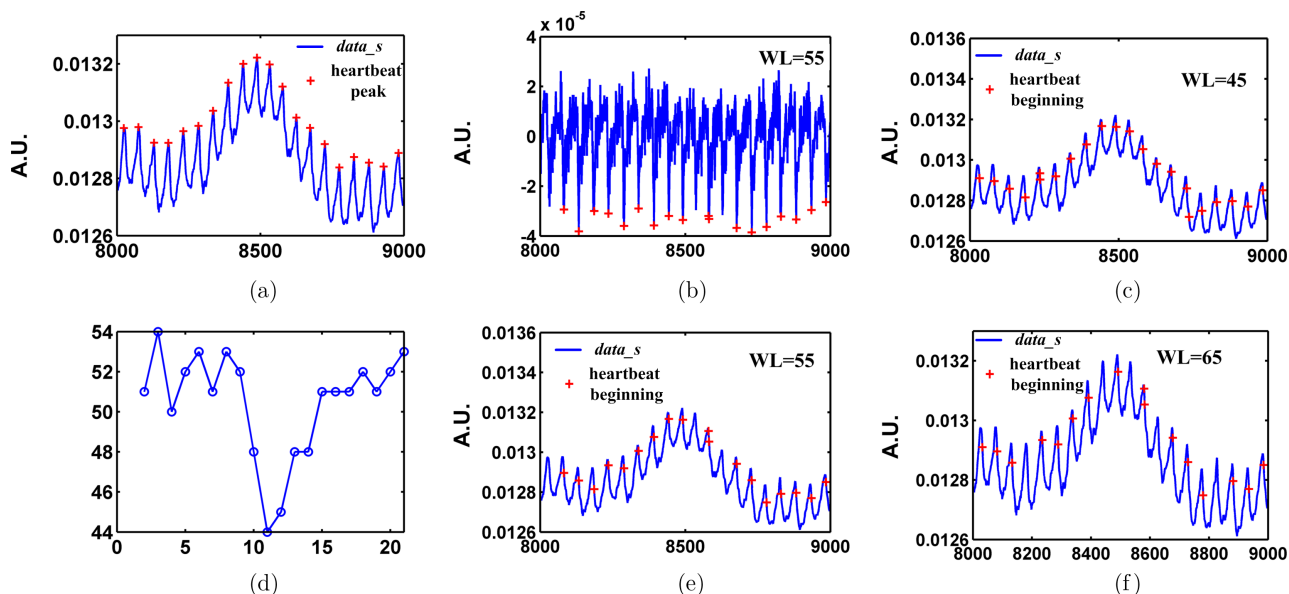 data_s
heartbeat
peak
A.U.
0.0132
0.013
0.0128
0.0126
8000 8500 9000
(a)
x 10^-5
WL=55
A.U.
4
2
0
-2
-4
8000 8500 9000
(b)
data_s
heartbeat
beginning
WL=45
A.U.
0.0136
0.0134
0.0132
0.013
0.0128
0.0126
8000 8500 9000
(c)
54
52
50
48
46
44
0 5 10 15 20
(d)
data_s
heartbeat
beginning
WL=55
A.U.
0.0136
0.0134
0.0132
0.013
0.0128
0.0126
8000 8500 9000
(e)
data_s
heartbeat
beginning
WL=65
A.U.
0.0132
0.013
0.0128
0.0126
8000 8200 8400 8600 8800 9000
(f)